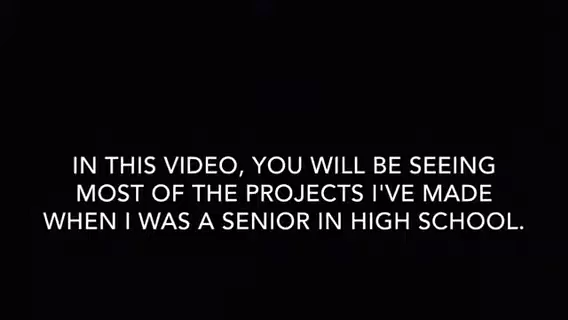 IN THIS VIDEO, YOU WILL BE SEEING
MOST OF THE PROJECTS I'VE MADE
WHEN I WAS A SENIOR IN HIGH SCHOOL.